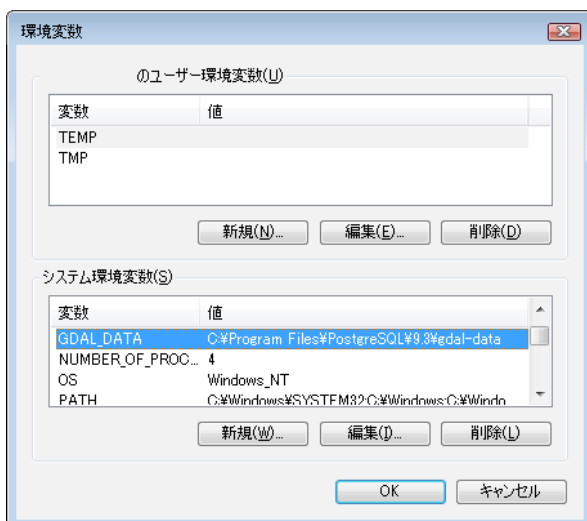 環境変数
のユーザー環境変数(U)
変数 値
TEMP
TMP
新規(N)... 編集(E)... 削除(D)
システム環境変数(S)
変数 値
GDAL_DATA C:¥Program Files¥PostgreSQL¥9.3¥gdal-data
NUMBER_OF_PROC... 4
OS Windows_NT
PATH C:¥Windows¥SYSTEM32;C:¥Windows;C:¥Windo
新規(W)... 編集(I)... 削除(L)
OK キャンセル